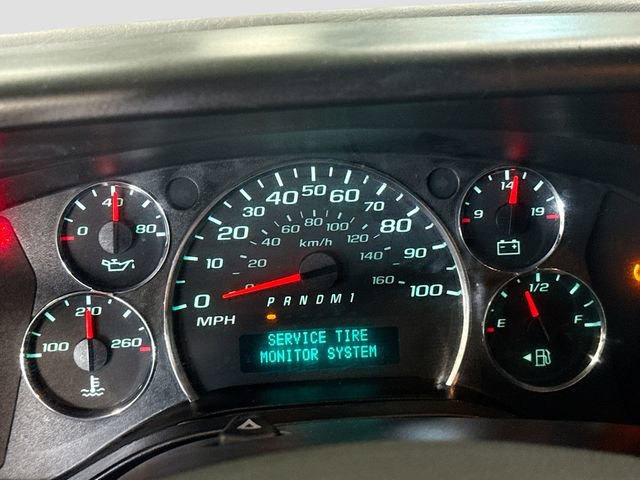 0 40 80
100 210 260
0 10 20 30 40 50 60 70 80 90 100
0 20 40 60 80 100 120 140 160
km/h
MPH
PRNDM1
SERVICE TIRE
MONITOR SYSTEM
9 14 19
E 1/2 F